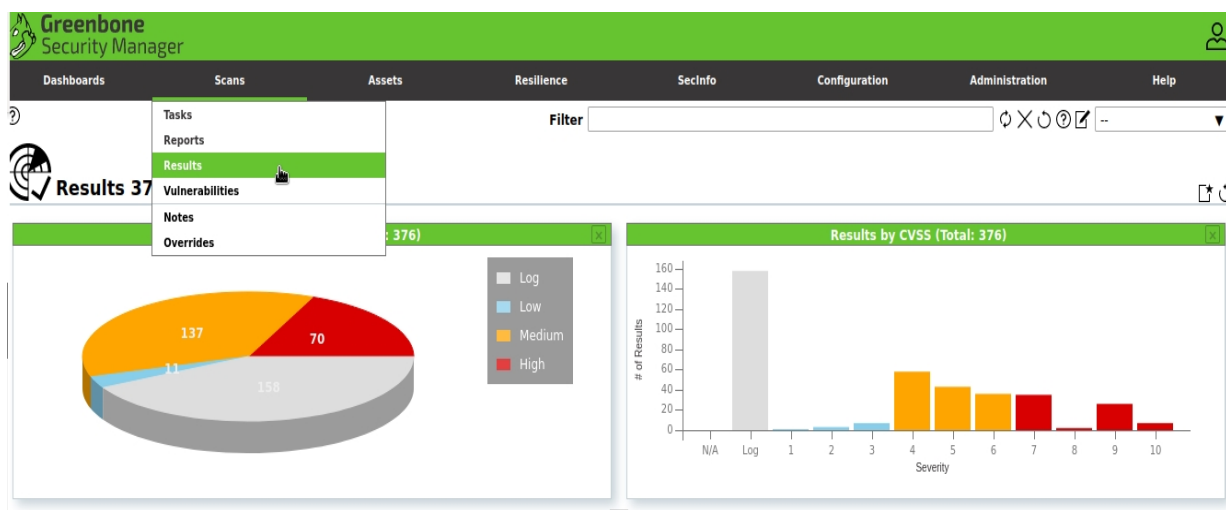 Greenbone
Security Manager
Dashboards Scans Assets Resilience SecInfo Configuration Administration Help
Tasks
Filter --
Reports
Results
Results 37
Vulnerabilities
Notes
Overrides
: 376)
Results by CVSS (Total: 376)
Log
Low
Medium
High
137
70
11
158
# of Results
160
140
120
100
80
60
40
20
0
N/A Log 1 2 3 4 5 6 7 8 9 10
Severity